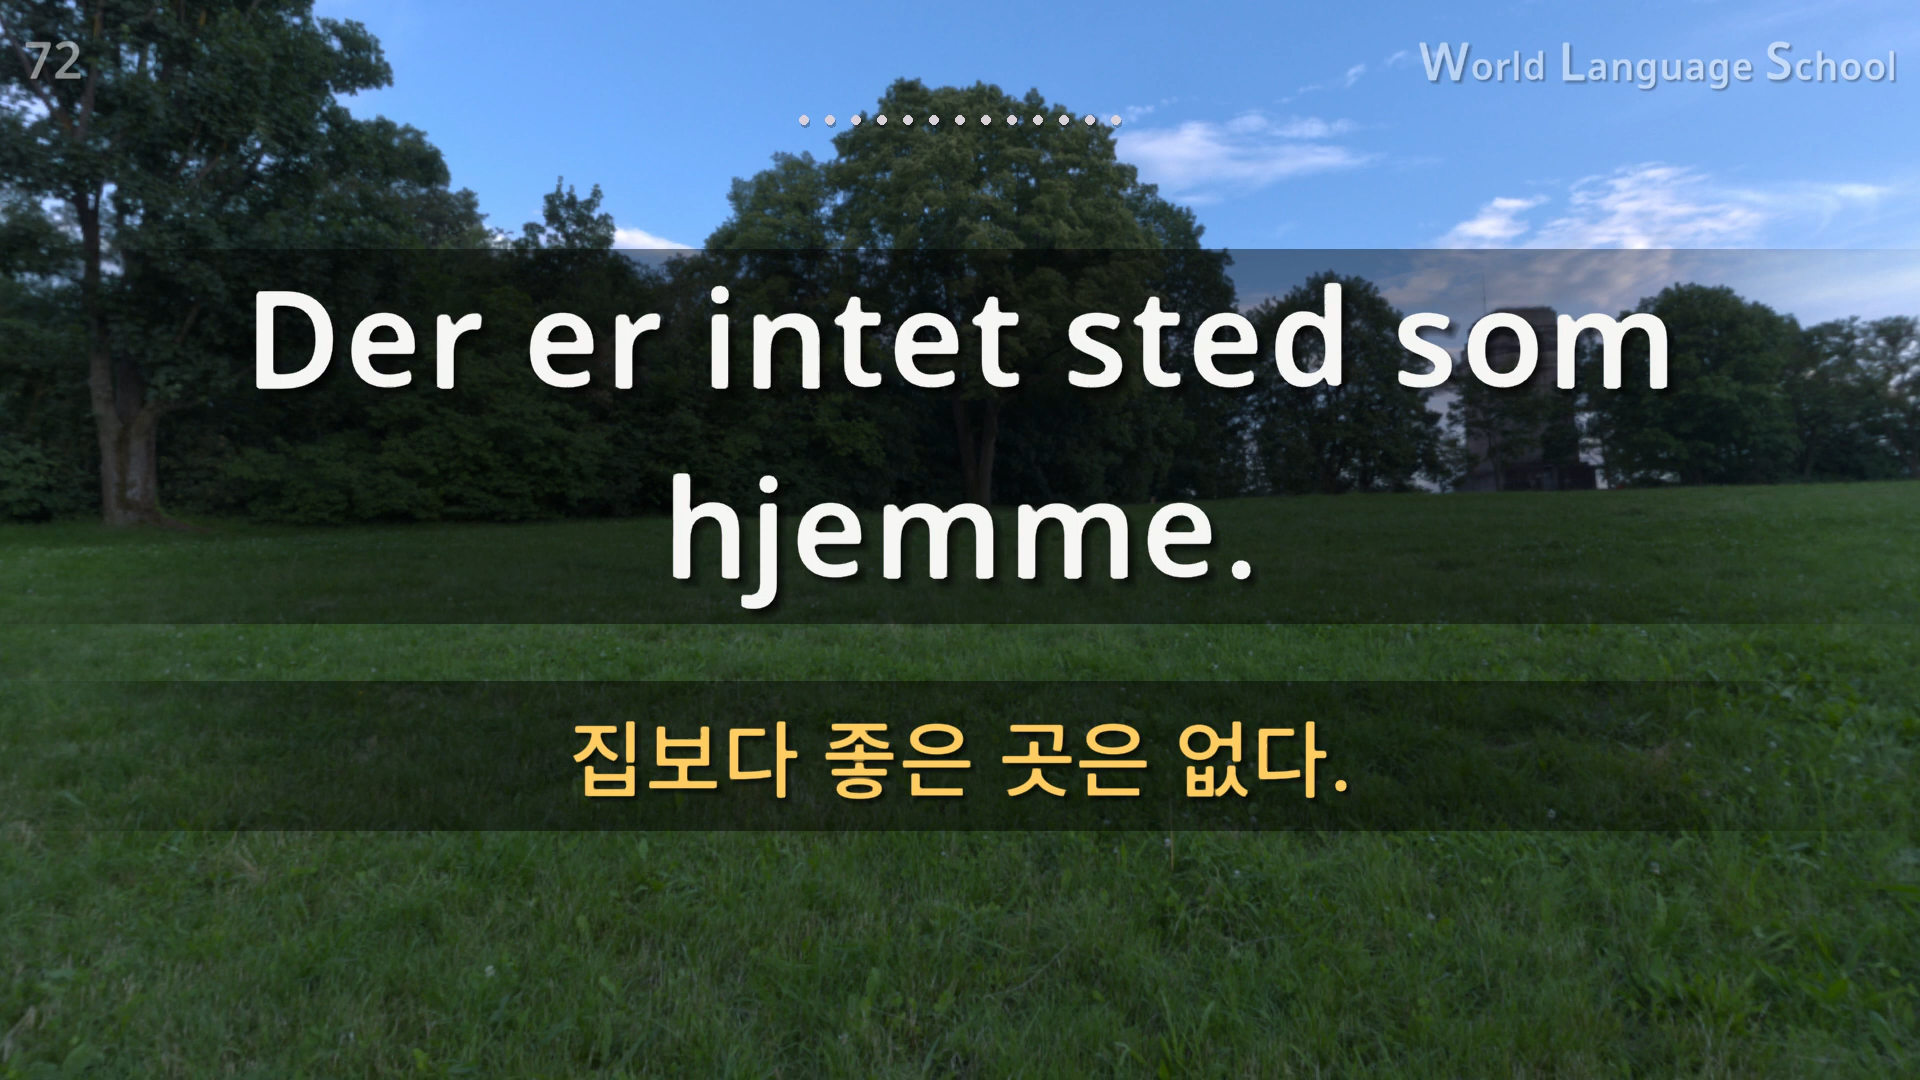 72
World Language School
Der er intet sted som
hjemme.
집보다 좋은 곳은 없다.